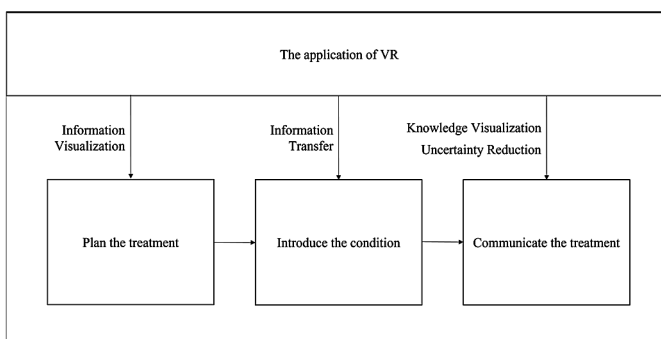 The application of VR
Information
Visualization
Information
Transfer
Knowledge Visualization
Uncertainty Reduction
Plan the treatment
Introduce the condition
Communicate the treatment